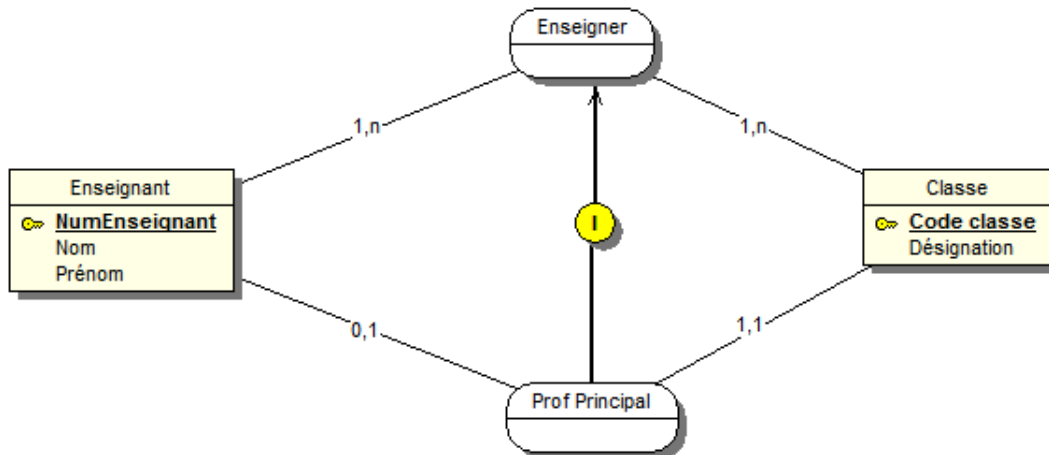 Enseigner
1,n
1,n
Enseignant
NumEnseignant
Nom
Prénom
I
Classe
Code classe
Désignation
0,1
1,1
Prof Principal